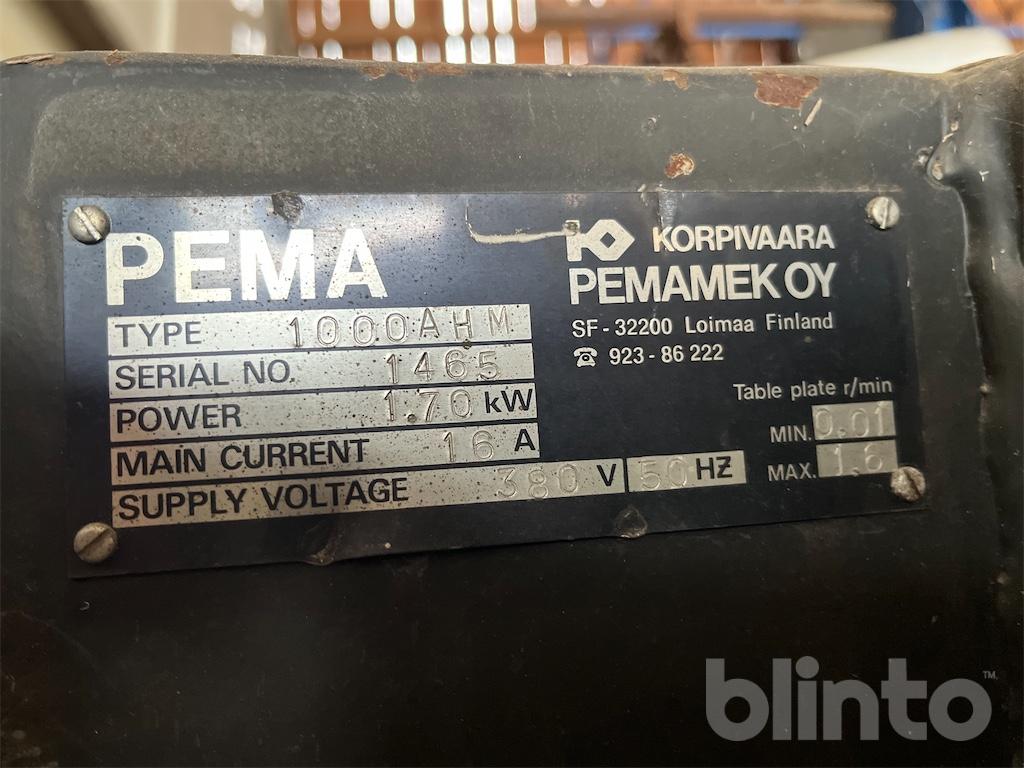 PEMA
TYPE 1000AHM
SERIAL NO. 1465
POWER 1.70 kW
MAIN CURRENT 16 A
SUPPLY VOLTAGE 380 V 50 HZ
KORPIVAARA
PEMAMEK OY
SF-32200 Loimaa Finland
☎ 923-86 222
Table plate r/min
MIN. 0.01
MAX. 1.6
blinto™